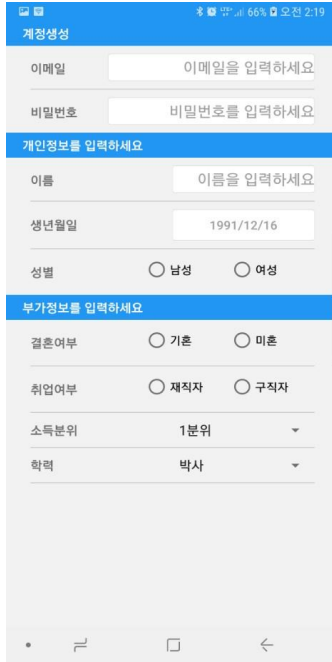 66% 오전 2:19
계정생성
이메일 이메일을 입력하세요
비밀번호 비밀번호를 입력하세요
개인정보를 입력하세요
이름 이름을 입력하세요
생년월일 1991/12/16
성별 남성 여성
부가정보를 입력하세요
결혼여부 기혼 미혼
취업여부 재직자 구직자
소득분위 1분위
학력 박사